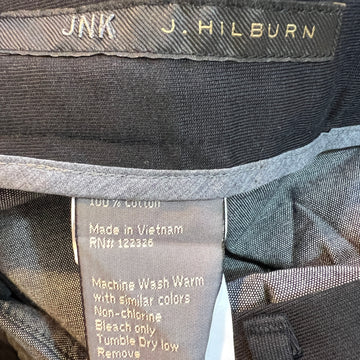 JNK J. HILBURN
100% Cotton
Made in Vietnam
RN# 122326
Machine Wash Warm
with similar colors
Non-chlorine
Bleach only
Tumble Dry low
Remove